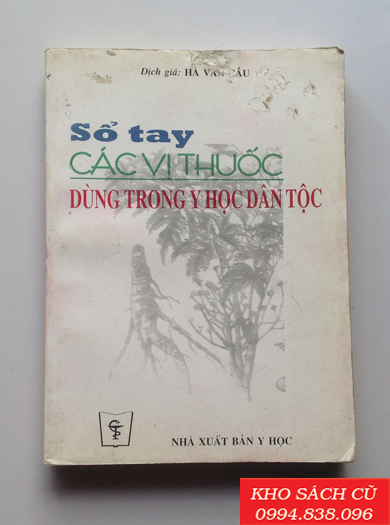 Dịch giả: HÀ VĂN CẦU
Sổ tay
CÁC VỊ THUỐC
DÙNG TRONG Y HỌC DÂN TỘC
NHÀ XUẤT BẢN Y HỌC
KHO SÁCH CŨ
0994.838.096